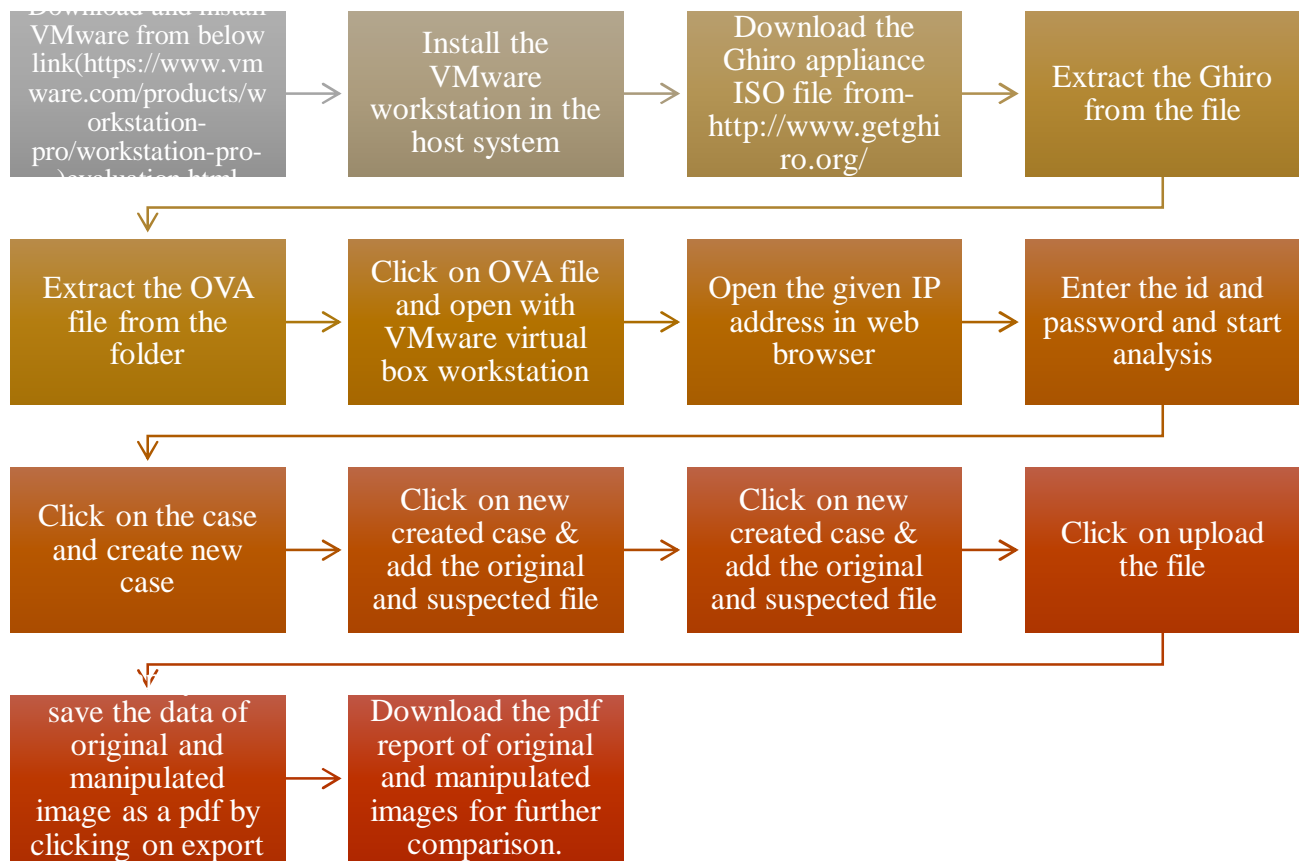 Download and install
VMware from below
link(https://www.vm
ware.com/products/w
orkstation-
pro/workstation-pro-
)evaluation.html
Install the
VMware
workstation in the
host system
Download the
Ghiro appliance
ISO file from-
http://www.getghi
ro.org/
Extract the Ghiro
from the file
Extract the OVA
file from the
folder
Click on OVA file
and open with
VMware virtual
box workstation
Open the given IP
address in web
browser
Enter the id and
password and start
analysis
Click on the case
and create new
case
Click on new
created case &
add the original
and suspected file
Click on new
created case &
add the original
and suspected file
Click on upload
the file
save the data of
original and
manipulated
image as a pdf by
clicking on export
Download the pdf
report of original
and manipulated
images for further
comparison.